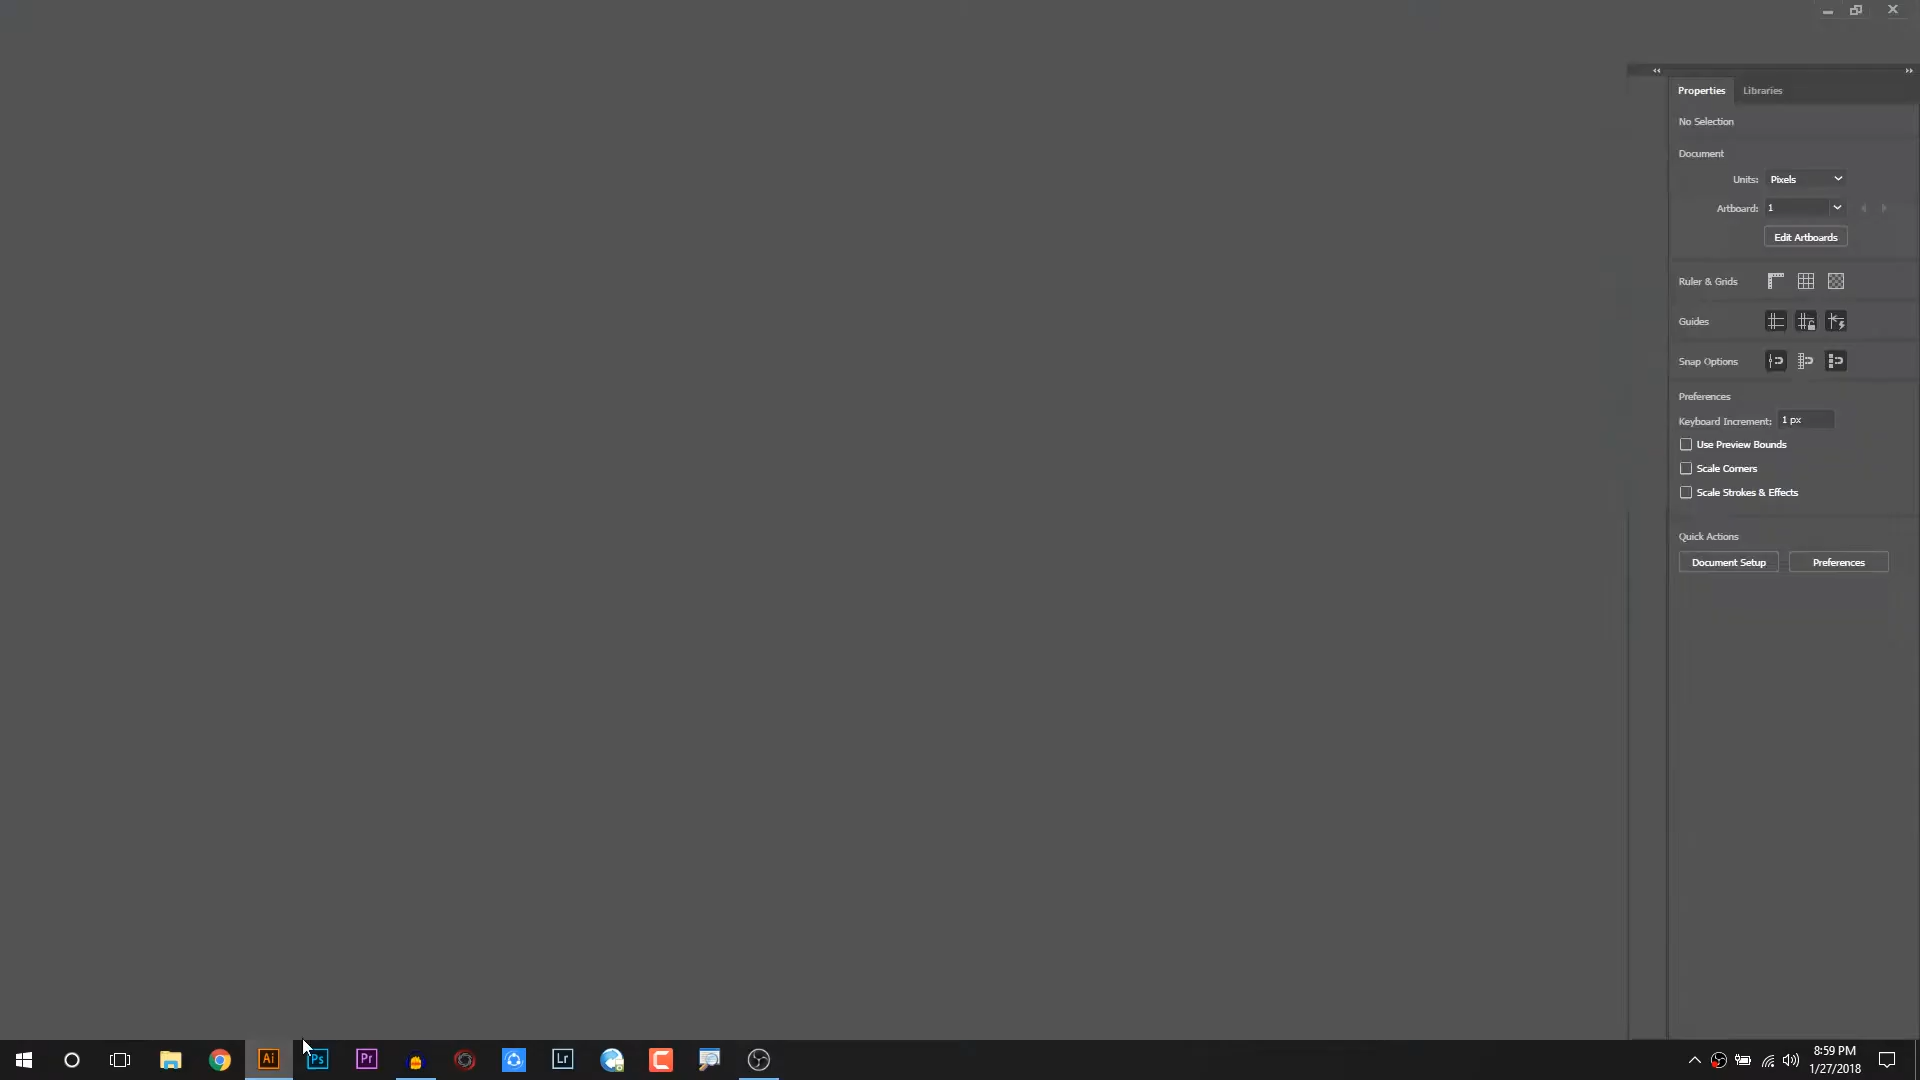 Properties Libraries
No Selection
Document
Units: Pixels
Artboard: 1
Edit Artboards
Ruler & Grids
Guides
Snap Options
Preferences
Keyboard Increment: 1 px
Use Preview Bounds
Scale Corners
Scale Strokes & Effects
Quick Actions
Document Setup Preferences
Ai Ps Pr Lr
8:59 PM
1/27/2018